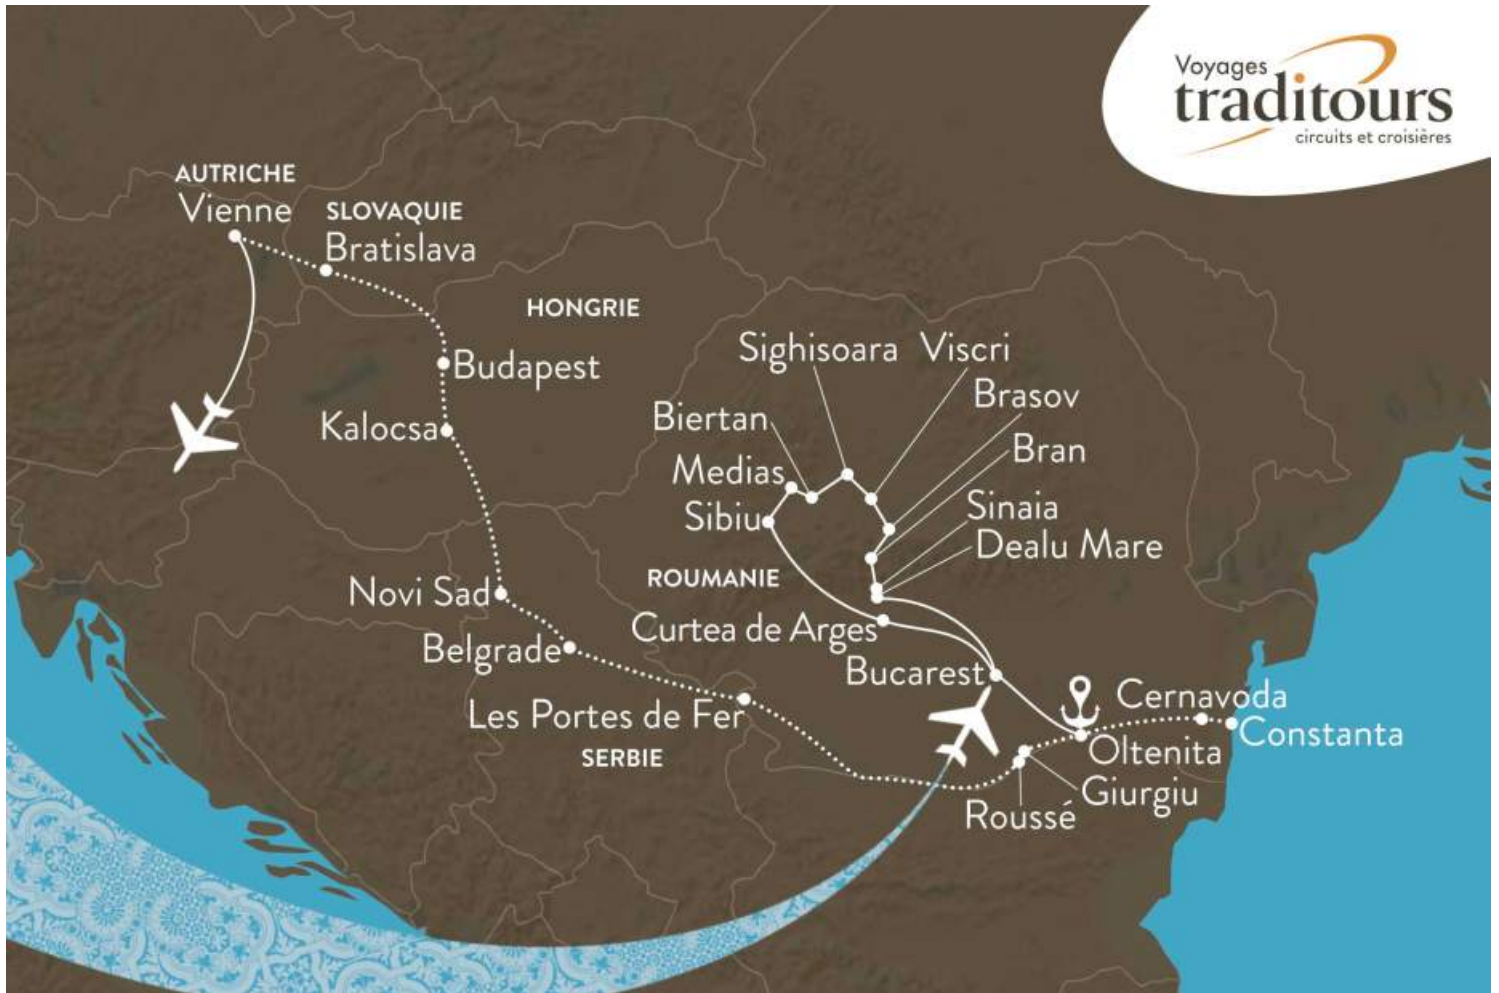 Voyages
traditours
circuits et croisières
AUTRICHE
Vienne
SLOVAQUIE
Bratislava
HONGRIE
Budapest
Kalocsa
Sighisoara
Viscri
Brasov
Biertan
Bran
Medias
Sibiu
Sinaia
Dealu Mare
ROUMANIE
Novi Sad
Curtea de Arges
Belgrade
Bucarest
Les Portes de Fer
SERBIE
Cernavoda
Constanta
Oltenita
Giurgiu
Roussé